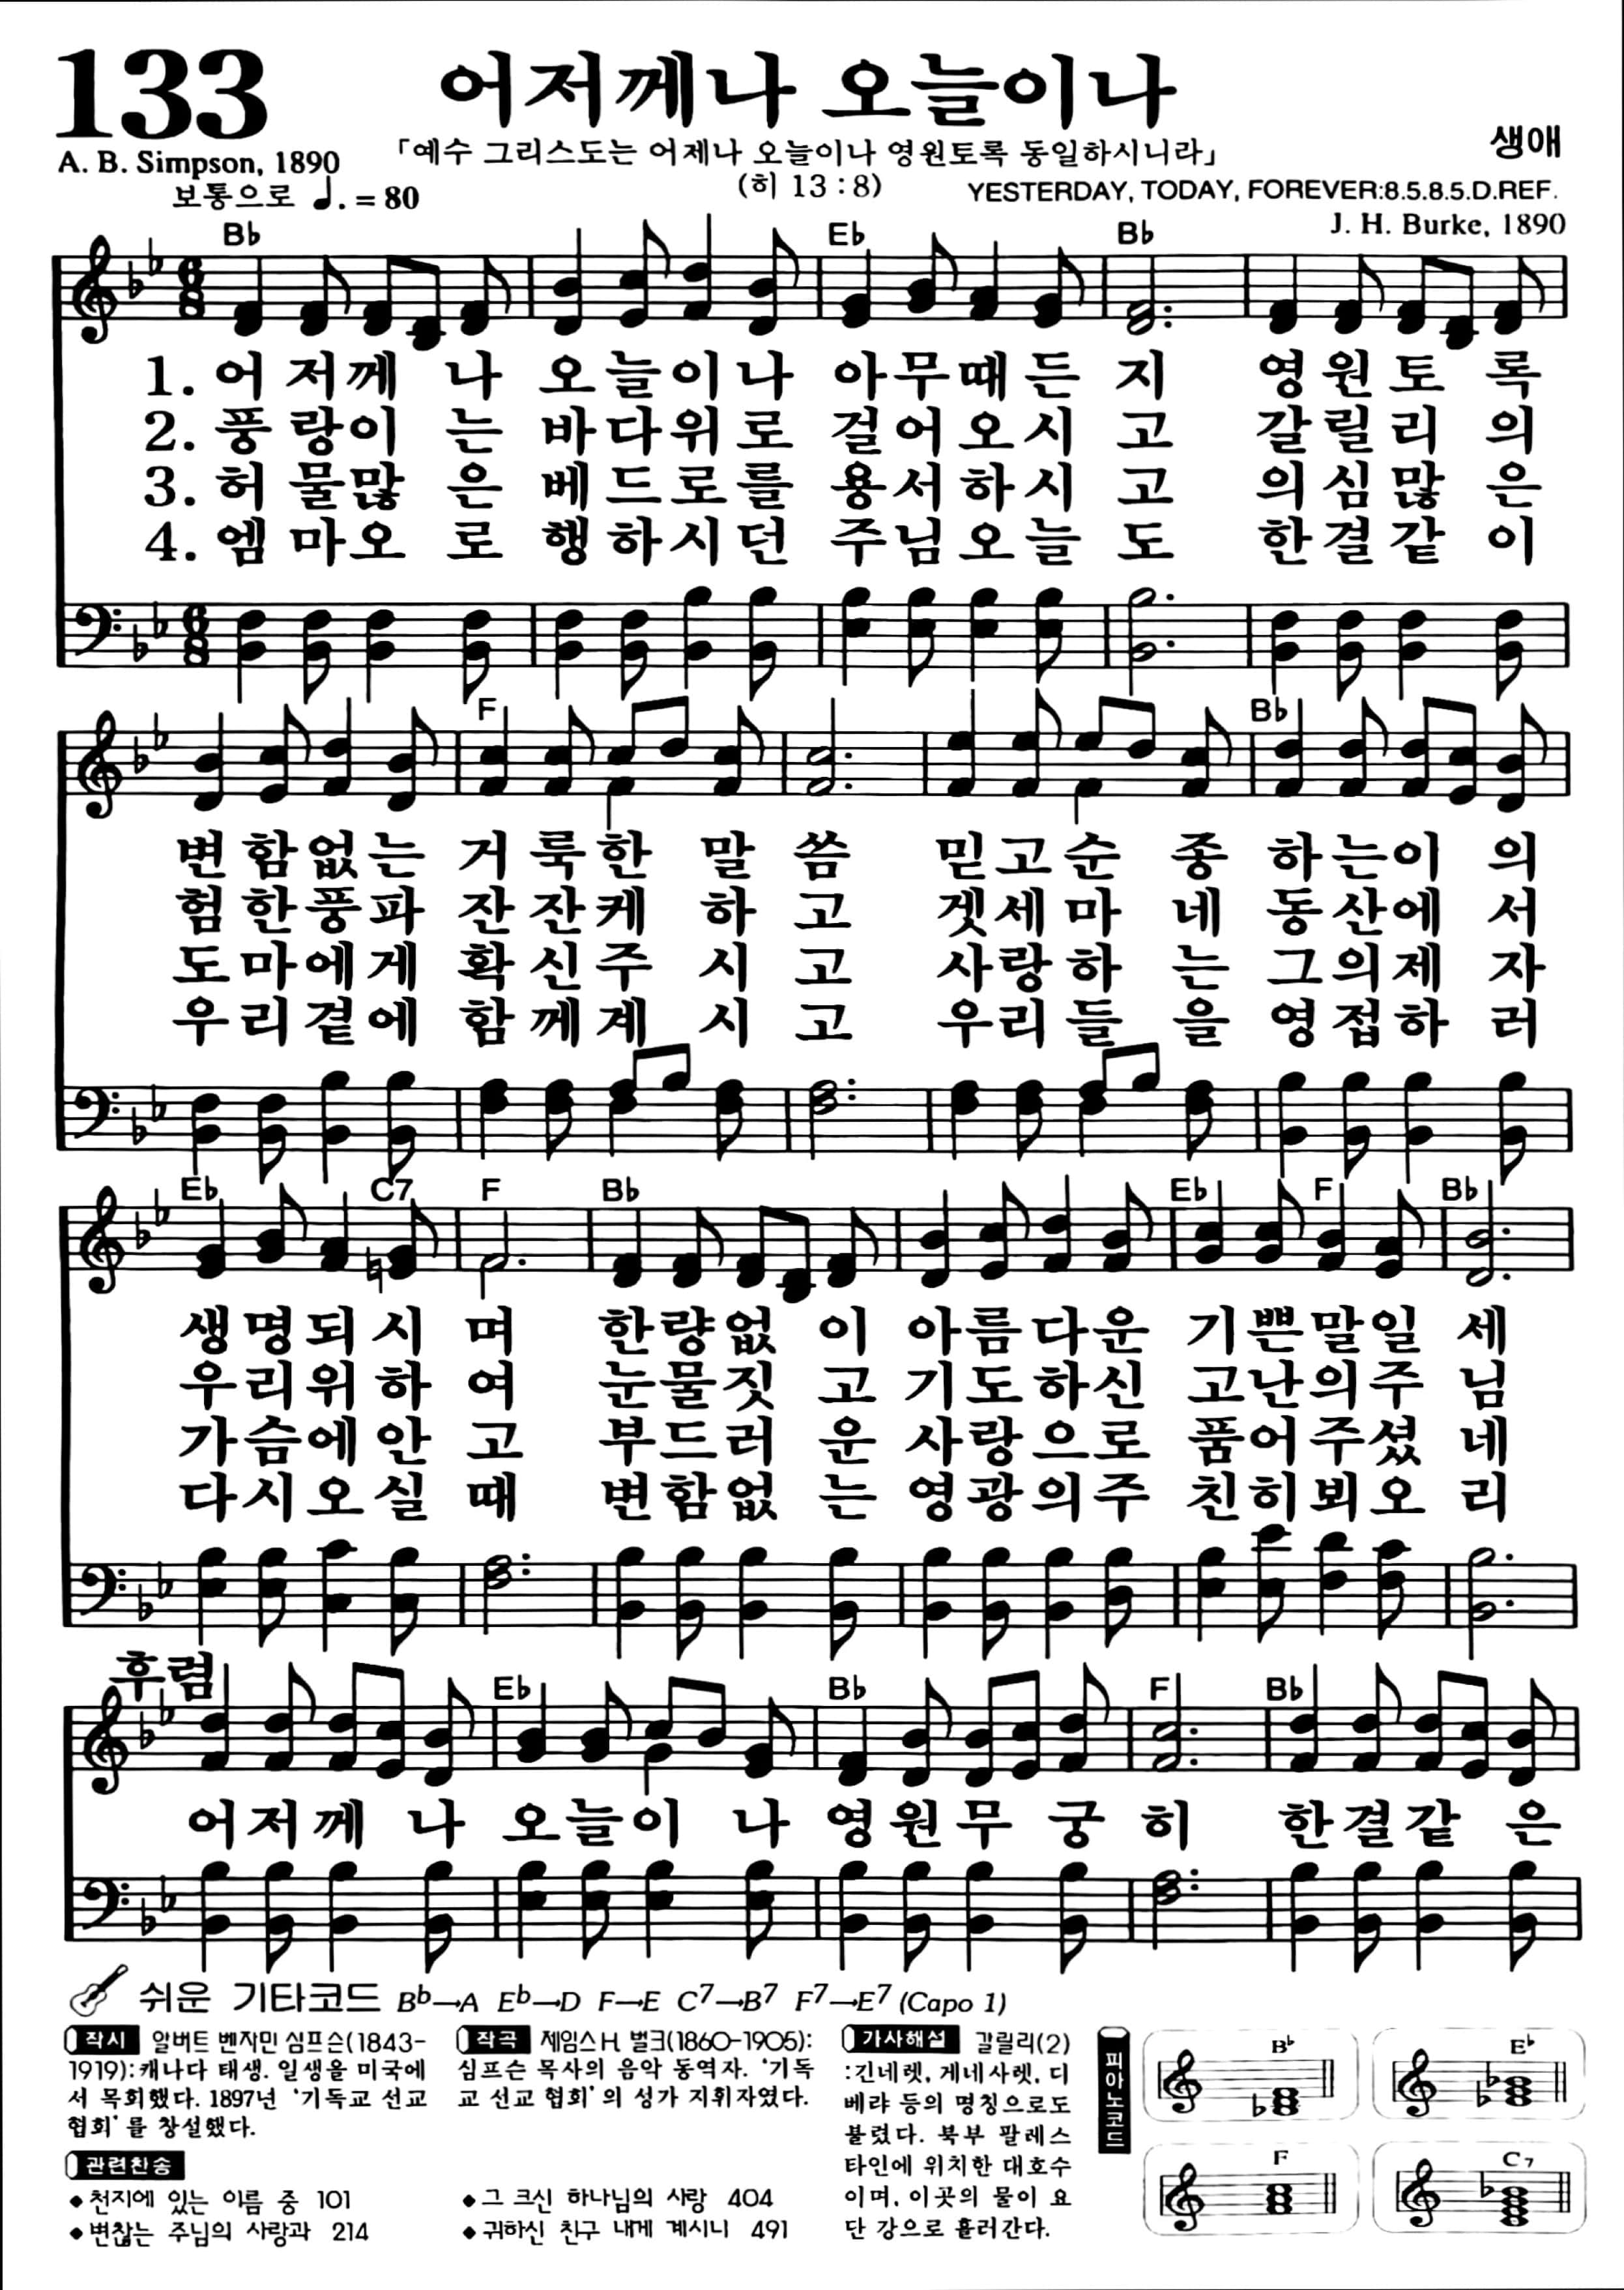 133
어저께나 오늘이나
생애
A. B. Simpson, 1890
「예수 그리스도는 어제나 오늘이나 영원토록 동일하시니라」
보통으로 ♩. = 80
(히 13 : 8)
YESTERDAY, TODAY, FOREVER:8.5.8.5.D.REF.
J. H. Burke, 1890
B♭ E♭ B♭
1. 어 저께 나 오늘이나 아무때든 지 영원토 록
2. 풍 랑이 는 바다위로 걸어오시 고 갈릴리 의
3. 허 물많 은 베드로를 용서하시 고 의심많 은
4. 엠 마오 로 행하시던 주님오늘 도 한결같 이
F B♭
변함없는 거룩한 말 씀 믿고순 종 하는이 의
험한풍파 잔잔케 하 고 겟세마 네 동산에 서
도마에게 확신주 시 고 사랑하 는 그의제 자
우리곁에 함께계 시 고 우리들 을 영접하 러
E♭ C7 F B♭ E♭ F B♭
생명되시 며 한량없 이 아름다운 기쁜말일 세
우리위하 여 눈물짓 고 기도하신 고난의주 님
가슴에안 고 부드러 운 사랑으로 품어주셨 네
다시오실 때 변함없 는 영광의주 친히뵈오 리
후렴
E♭ B♭ F B♭
어저께 나 오늘이 나 영원무 궁 히 한결같 은
쉬운 기타코드 B♭→A E♭→D F→E C7→B7 F7→E7 (Capo 1)
작시 알버트 벤자민 심프슨(1843-
1919):캐나다 태생. 일생을 미국에
서 목회했다. 1897년 '기독교 선교
협회' 를 창설했다.
작곡 제임스 H. 벌크(1860-1905):
심프슨 목사의 음악 동역자. '기독
교 선교 협회' 의 성가 지휘자였다.
가사해설 갈릴리(2)
:긴네렛, 게네사렛, 디
베랴 등의 명칭으로도
불렸다. 북부 팔레스
타인에 위치한 대호수
이며, 이곳의 물이 요
단 강으로 흘러간다.
관련찬송
◆천지에 있는 이름 중 101
◆변찮는 주님의 사랑과 214
◆그 크신 하나님의 사랑 404
◆귀하신 친구 내게 계시니 491
피아노코드
B♭
E♭
F
C7